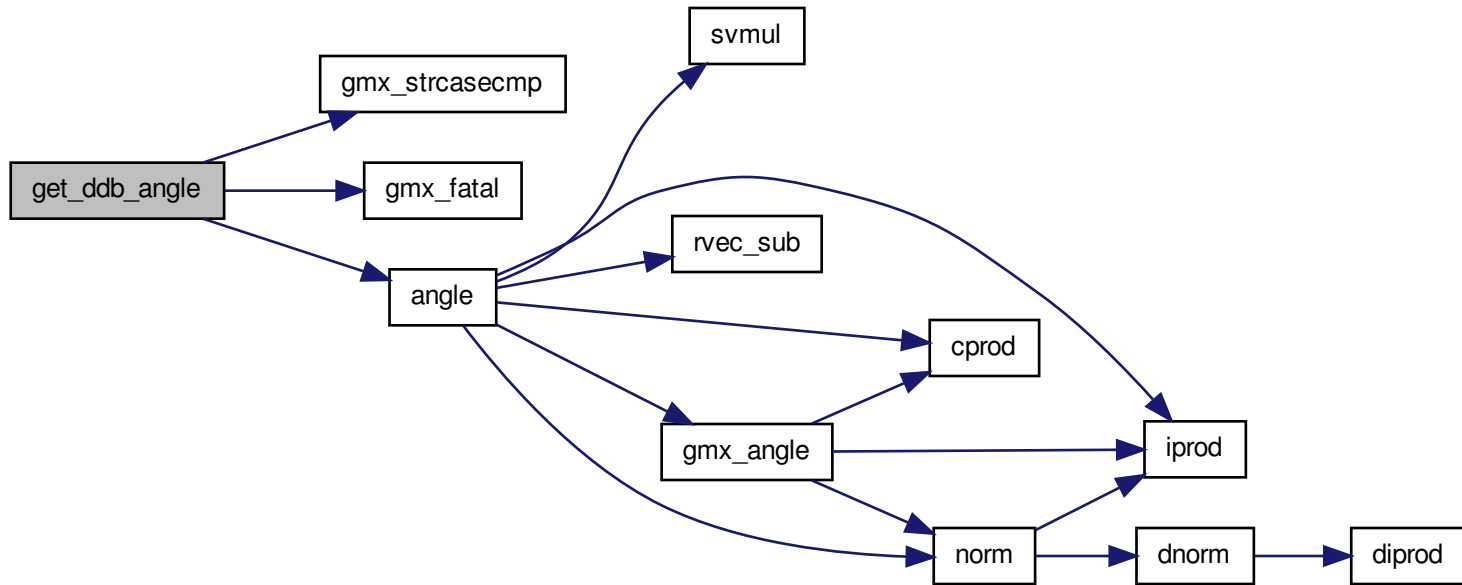 svmul
gmx_strcasecmp
get_ddb_angle
gmx_fatal
rvec_sub
angle
cprod
gmx_angle
iprod
norm
dnorm
diprod